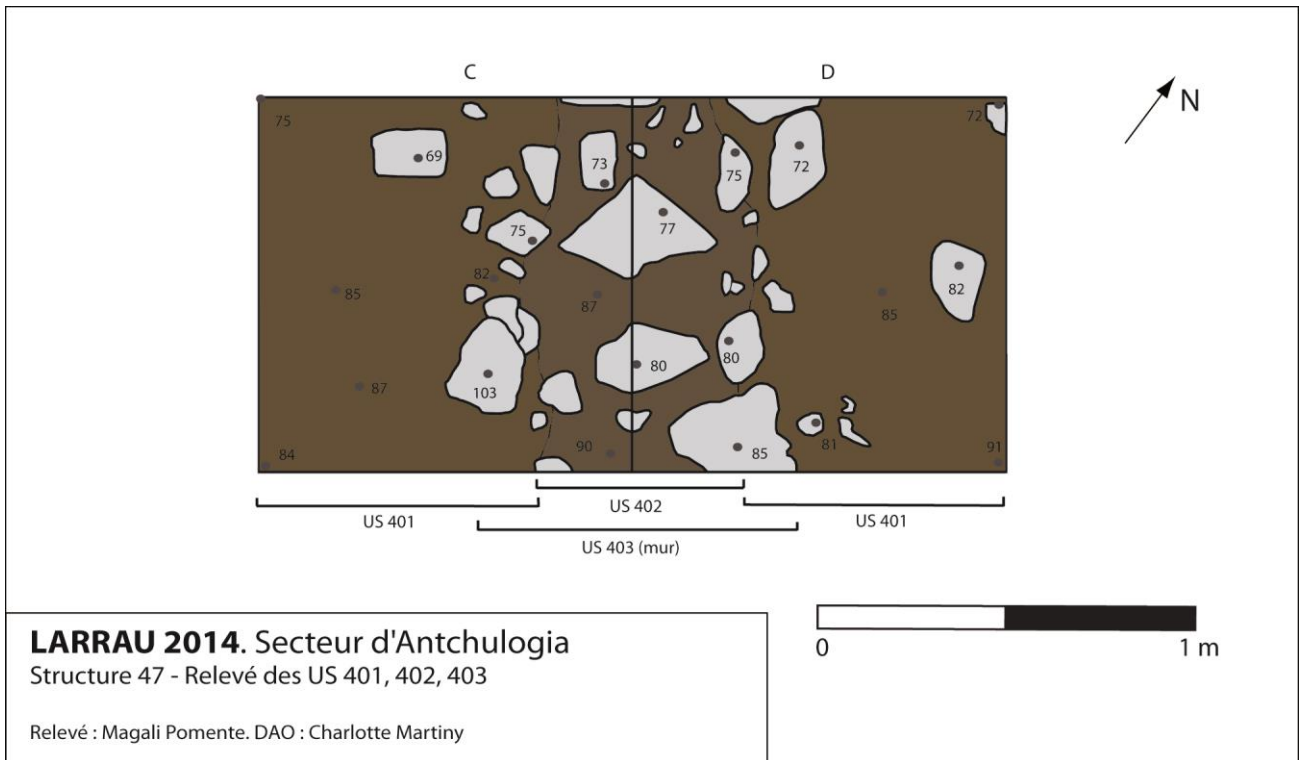 C D
N
75
72
69
73
75
72
75
77
82
82
85
87
85
80
80
103
87
90
85
81
91
84
US 402
US 401
US 401
US 403 (mur)
0 1 m
LARRAU 2014. Secteur d'Antchulogia
Structure 47 - Relevé des US 401, 402, 403
Relevé : Magali Pomente. DAO : Charlotte Martiny